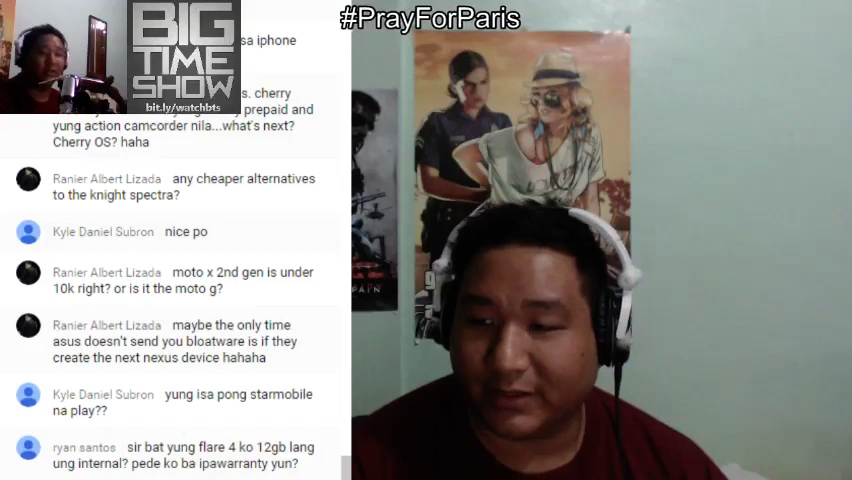 #PrayForParis
BIG
TIME
SHOW
bit.ly/watchbts
sa iphone
s. cherry
prepaid and
yung action camcorder nila...what's next?
Cherry OS? haha
Ranier Albert Lizada any cheaper alternatives
to the knight spectra?
Kyle Daniel Subron nice po
Ranier Albert Lizada moto x 2nd gen is under
10k right? or is it the moto g?
Ranier Albert Lizada maybe the only time
asus doesn't send you bloatware is if they
create the next nexus device hahaha
Kyle Daniel Subron yung isa pong starmobile
na play??
ryan santos sir bat yung flare 4 ko 12gb lang
ung internal? pede ko ba ipawarranty yun?
PAIN